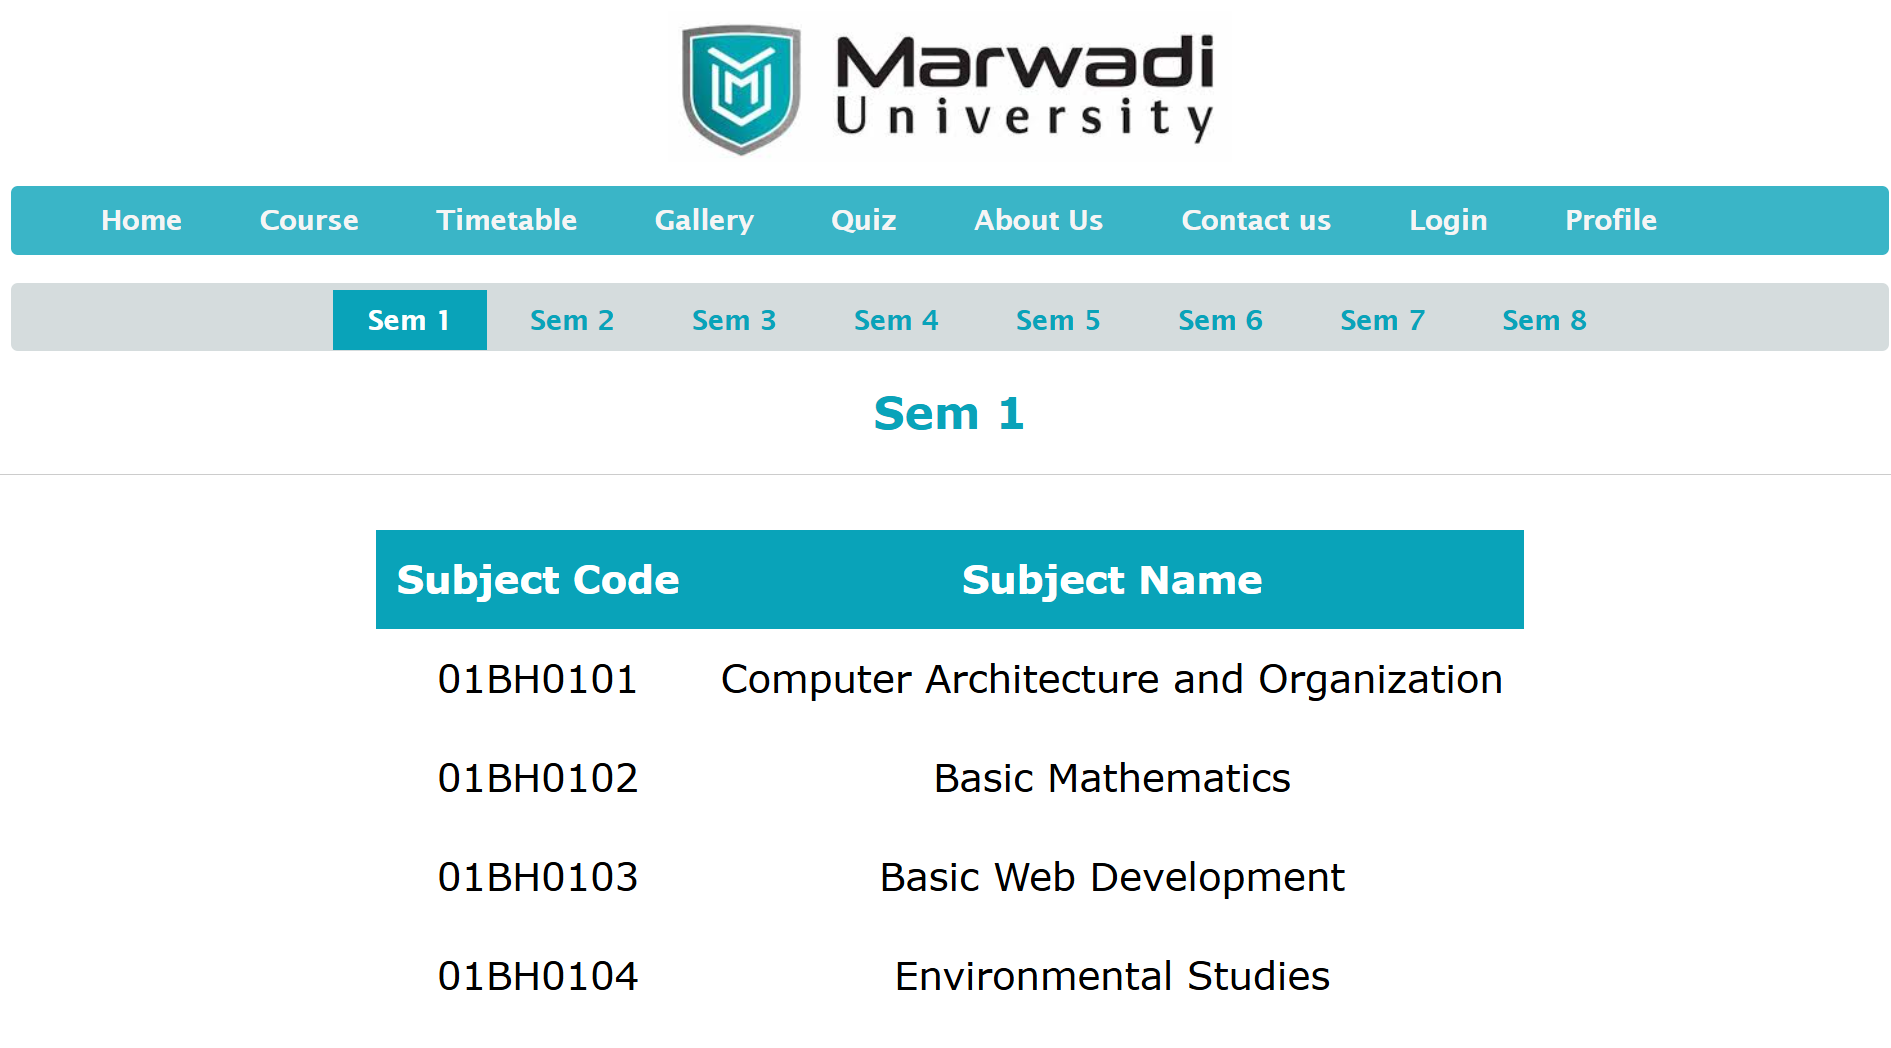 Marwadi
University
Home Course Timetable Gallery Quiz About Us Contact us Login Profile
Sem 1 Sem 2 Sem 3 Sem 4 Sem 5 Sem 6 Sem 7 Sem 8
Sem 1
Subject Code Subject Name
01BH0101 Computer Architecture and Organization
01BH0102 Basic Mathematics
01BH0103 Basic Web Development
01BH0104 Environmental Studies